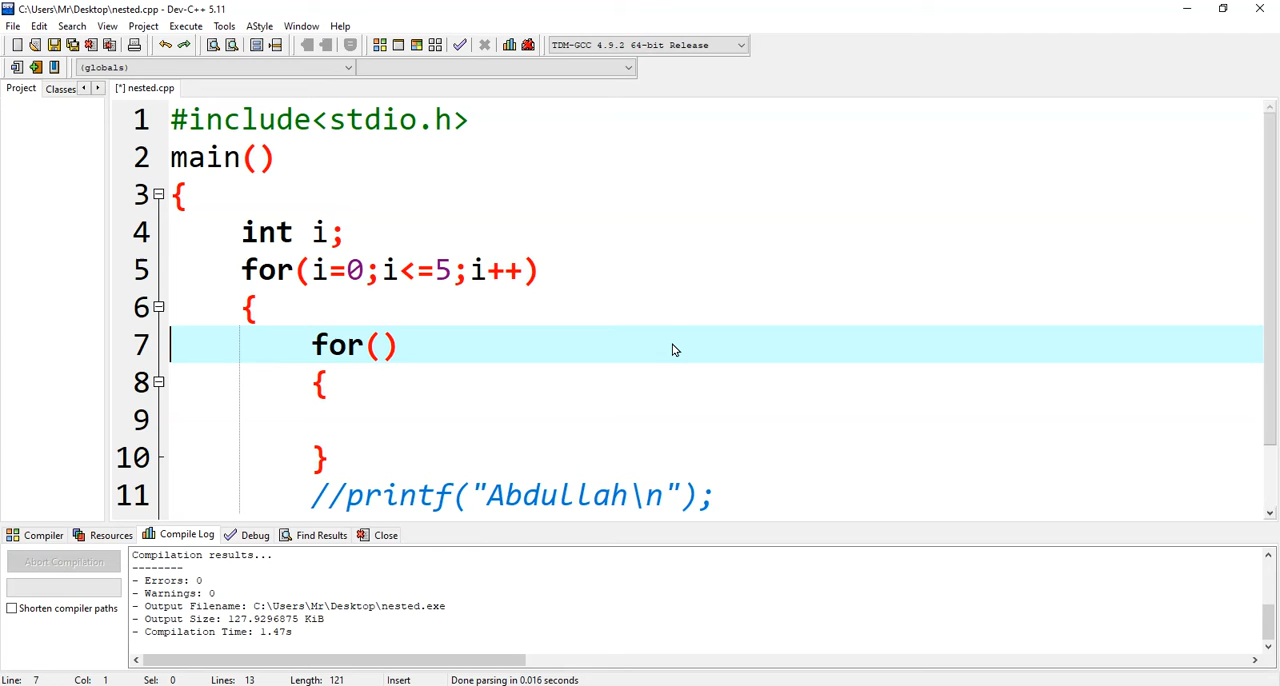 C:\Users\Mr\Desktop\nested.cpp - Dev-C++ 5.11
File Edit Search View Project Execute Tools AStyle Window Help
TDM-GCC 4.9.2 64-bit Release
(globals)
Project Classes [*] nested.cpp
1 #include<stdio.h>
2 main()
3 {
4 int i;
5 for(i=0;i<=5;i++)
6 {
7 for()
8 {
9
10 }
11 //printf("Abdullah\n");
Compiler Resources Compile Log Debug Find Results Close
Abort Compilation
Shorten compiler paths
Compilation results...
--------
- Errors: 0
- Warnings: 0
- Output Filename: C:\Users\Mr\Desktop\nested.exe
- Output Size: 127.9296875 KiB
- Compilation Time: 1.47s
Line: 7 Col: 1 Sel: 0 Lines: 13 Length: 121 Insert Done parsing in 0.016 seconds